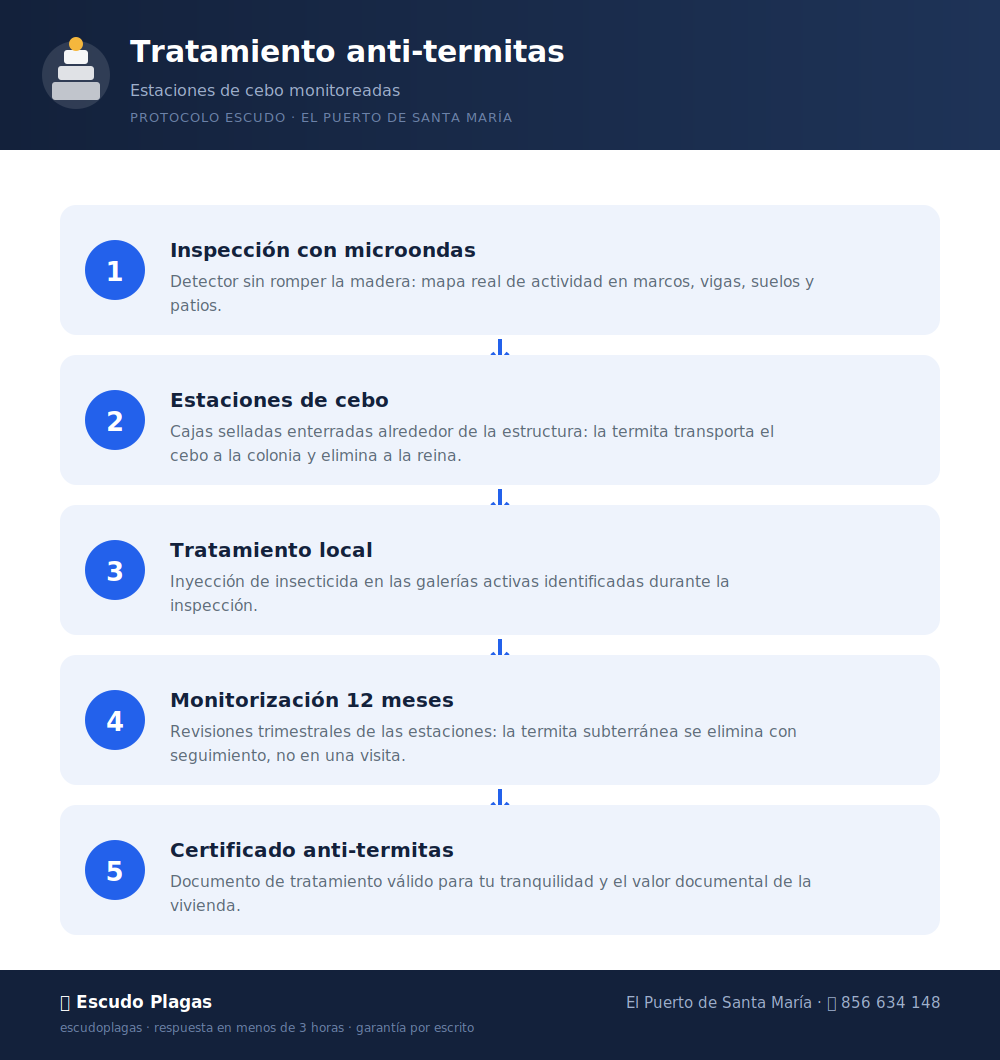 Tratamiento anti-termitas
Estaciones de cebo monitoreadas
PROTOCOLO ESCUDO · EL PUERTO DE SANTA MARÍA
1
Inspección con microondas
Detector sin romper la madera: mapa real de actividad en marcos, vigas, suelos y
patios.
2
Estaciones de cebo
Cajas selladas enterradas alrededor de la estructura: la termita transporta el
cebo a la colonia y elimina a la reina.
3
Tratamiento local
Inyección de insecticida en las galerías activas identificadas durante la
inspección.
4
Monitorización 12 meses
Revisiones trimestrales de las estaciones: la termita subterránea se elimina con
seguimiento, no en una visita.
5
Certificado anti-termitas
Documento de tratamiento válido para tu tranquilidad y el valor documental de la
vivienda.
Escudo Plagas
El Puerto de Santa María · 856 634 148
escudoplagas · respuesta en menos de 3 horas · garantía por escrito